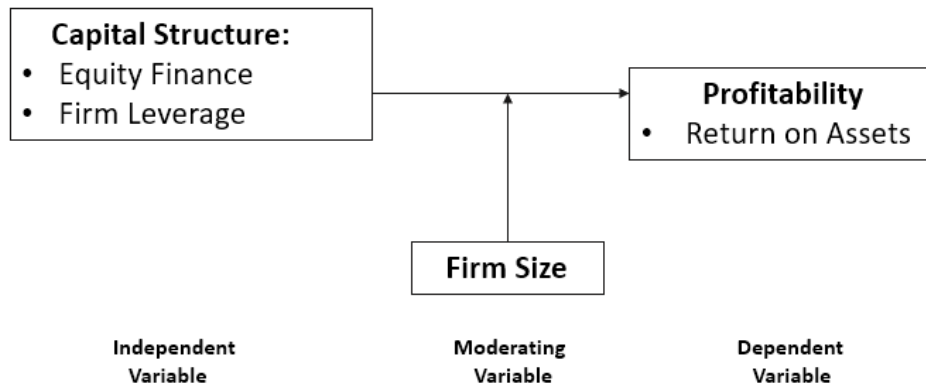 Capital Structure:
• Equity Finance
• Firm Leverage
Profitability
• Return on Assets
Firm Size
Independent
Variable
Moderating
Variable
Dependent
Variable